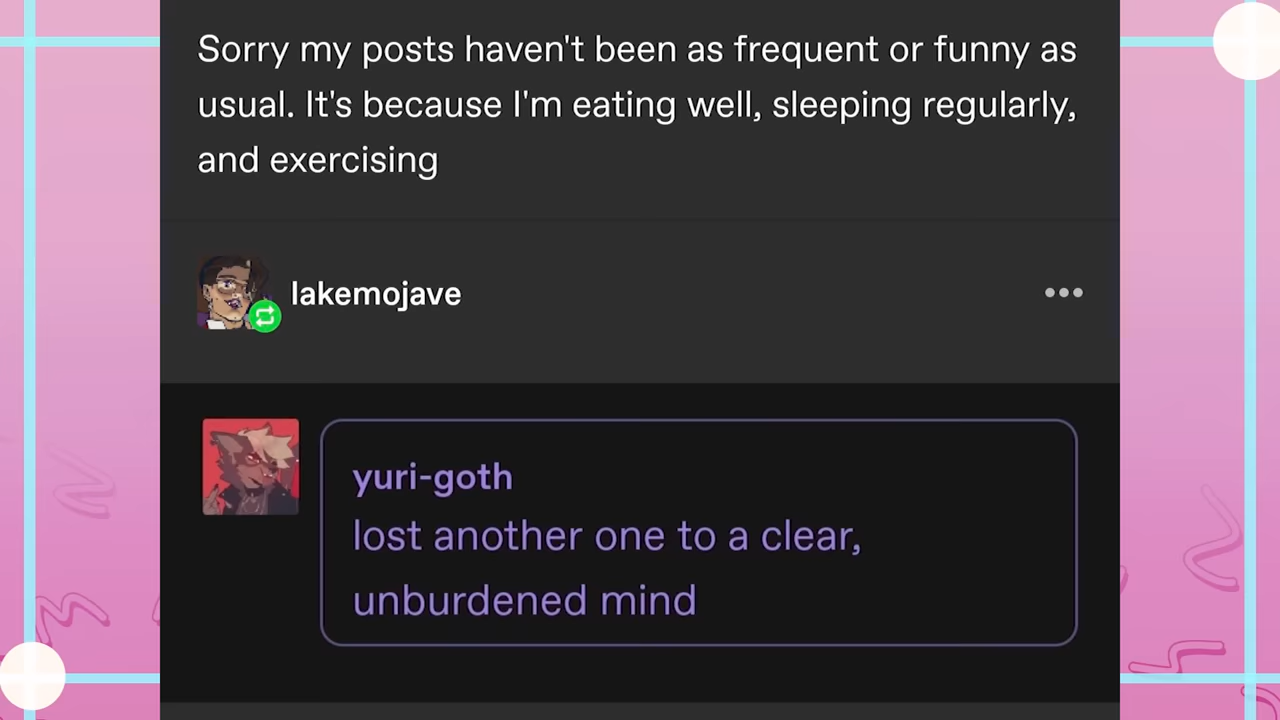 Sorry my posts haven't been as frequent or funny as
usual. It's because I'm eating well, sleeping regularly,
and exercising
lakemojave
yuri-goth
lost another one to a clear,
unburdened mind